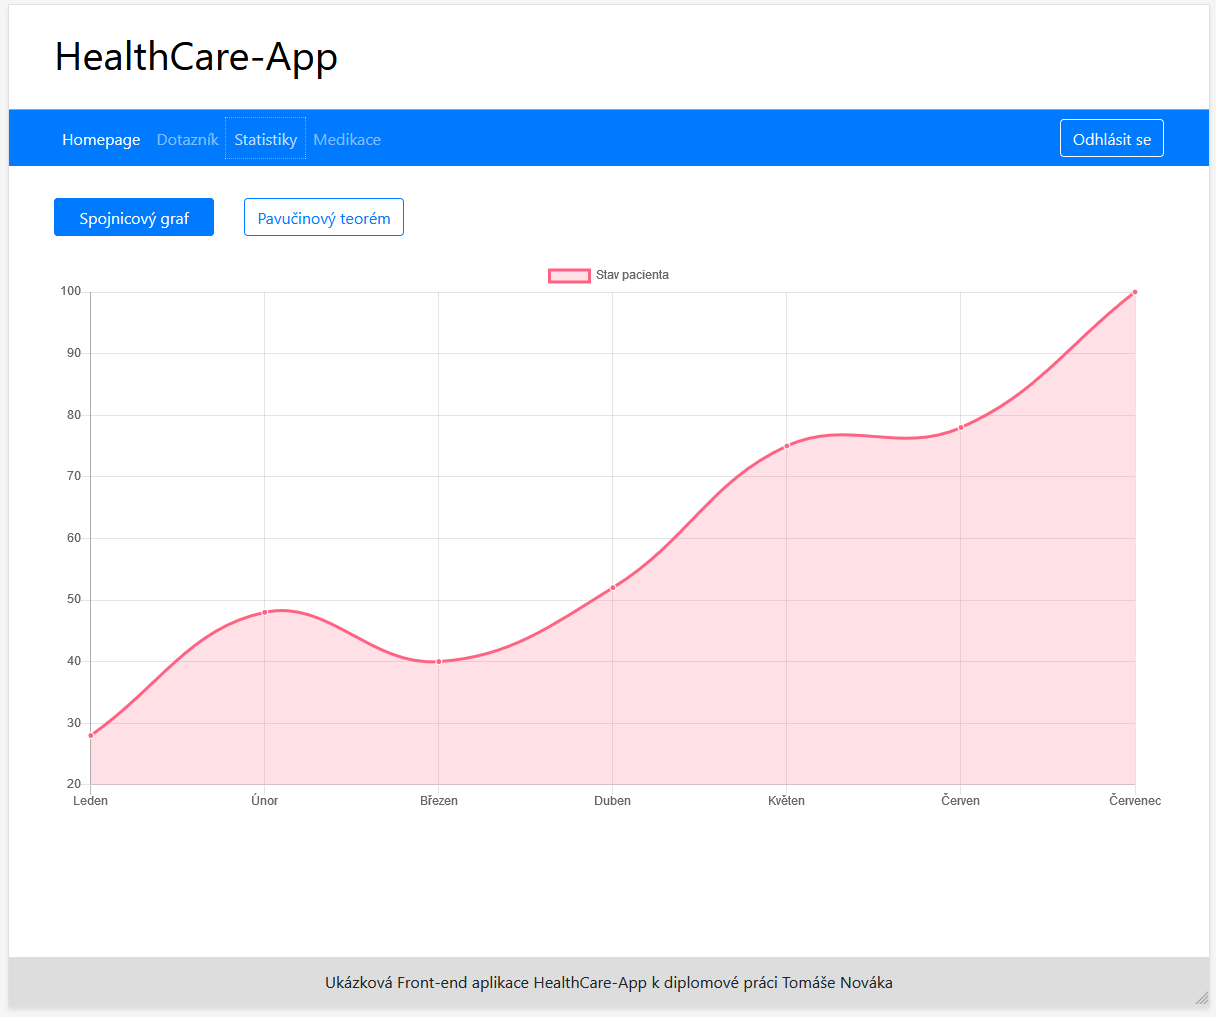 HealthCare-App
Homepage Dotazník Statistiky Medikace Odhlásit se
Spojnicový graf Pavučinový teorém
Stav pacienta
100
90
80
70
60
50
40
30
20
Leden Únor Březen Duben Květen Červen Červenec
Ukázková Front-end aplikace HealthCare-App k diplomové práci Tomáše Nováka